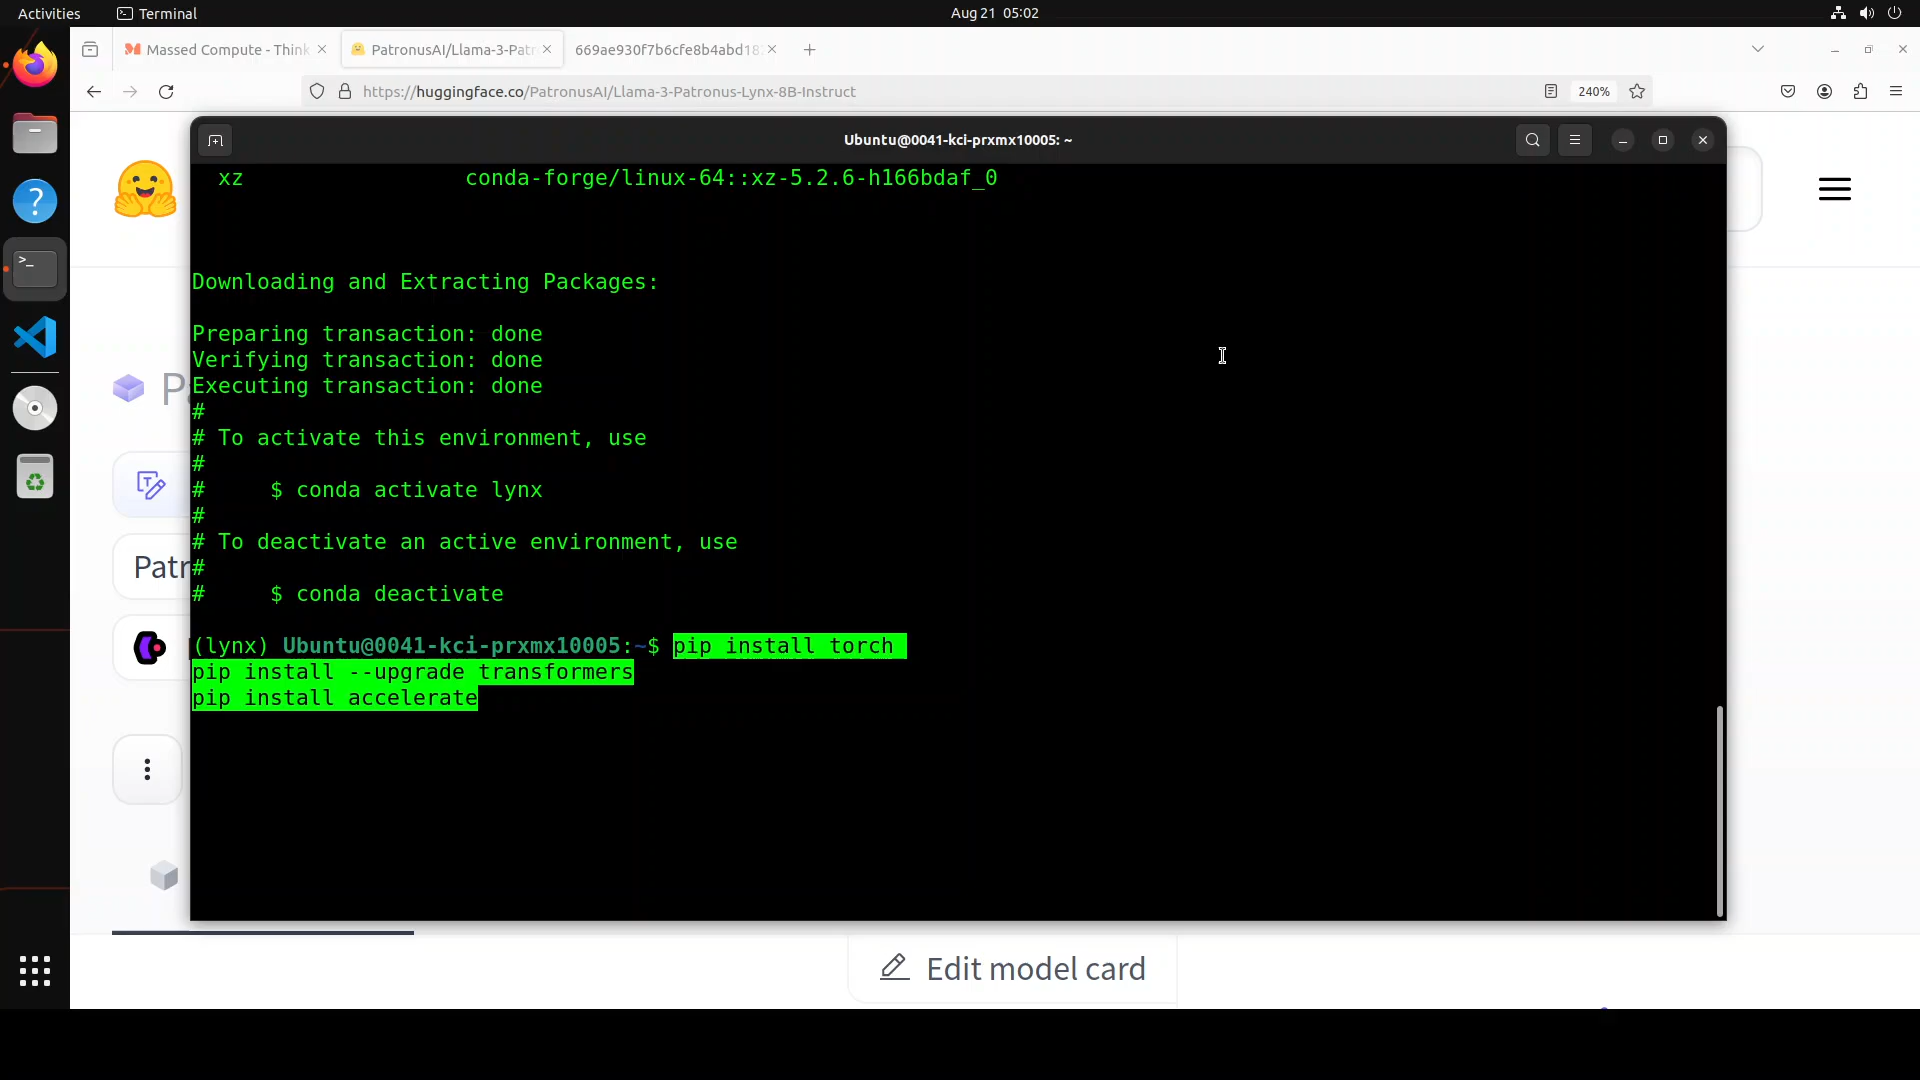 Activities Terminal Aug 21 05:02
Massed Compute - Think PatronusAI/Llama-3-Patr 669ae930f7b6cfe8b4abd18
https://huggingface.co/PatronusAI/Llama-3-Patronus-Lynx-8B-Instruct 240%
Ubuntu@0041-kci-prxmx10005: ~
xz conda-forge/linux-64::xz-5.2.6-h166bdaf_0
Downloading and Extracting Packages:
Preparing transaction: done
Verifying transaction: done
Executing transaction: done
#
# To activate this environment, use
#
# $ conda activate lynx
#
# To deactivate an active environment, use
#
# $ conda deactivate
(lynx) Ubuntu@0041-kci-prxmx10005:~$ pip install torch
pip install --upgrade transformers
pip install accelerate
Patr
Edit model card